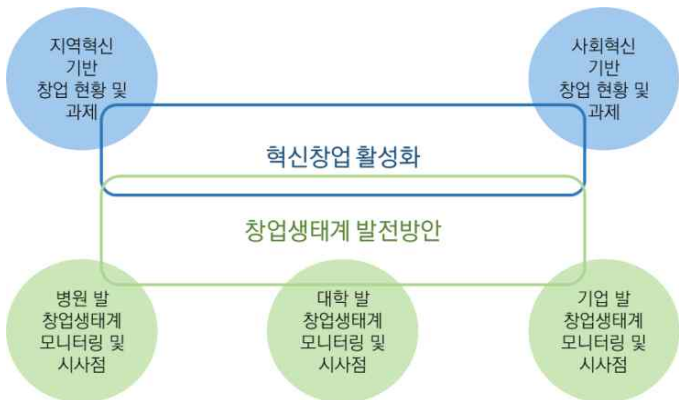 지역혁신
기반
창업 현황 및
과제
사회혁신
기반
창업 현황 및
과제
혁신창업 활성화
창업생태계 발전방안
병원 발
창업생태계
모니터링 및
시사점
대학 발
창업생태계
모니터링 및
시사점
기업 발
창업생태계
모니터링 및
시사점